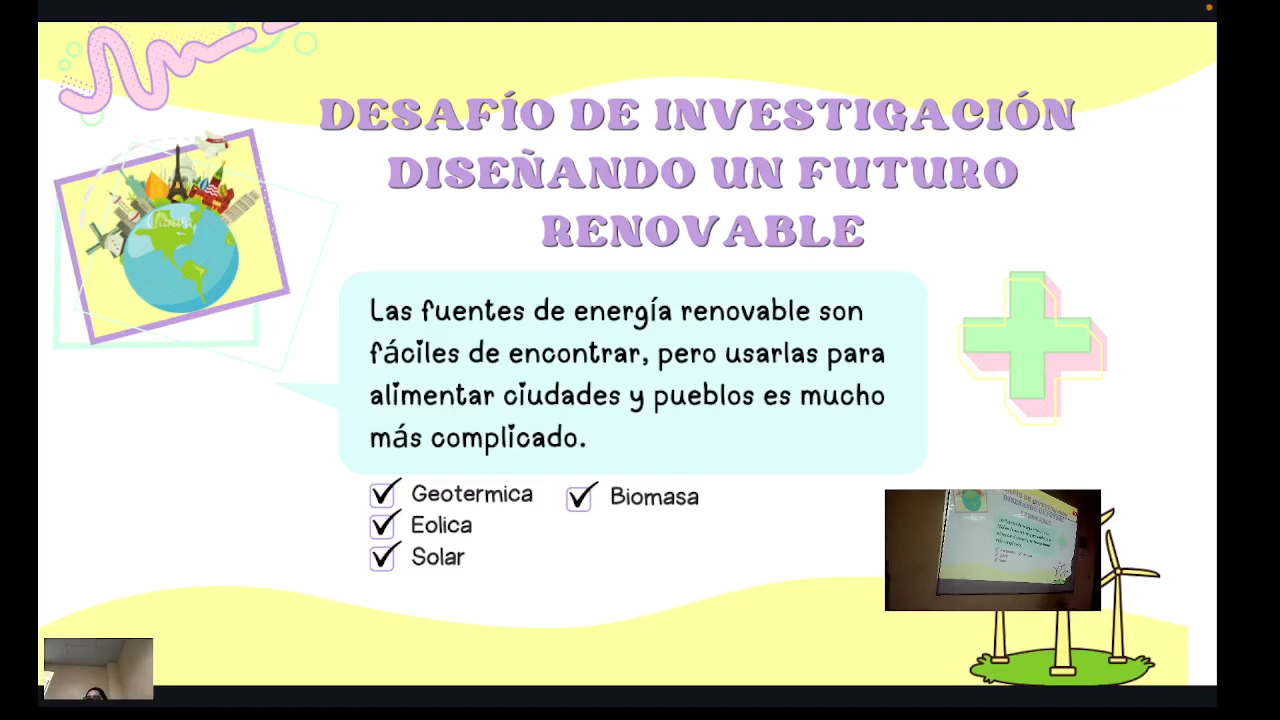 DESAFÍO DE INVESTIGACIÓN
DISEÑANDO UN FUTURO
RENOVABLE
Canva
Las fuentes de energía renovable son
fáciles de encontrar, pero usarlas para
alimentar ciudades y pueblos es mucho
más complicado.
Geotermica
Biomasa
Eolica
Solar